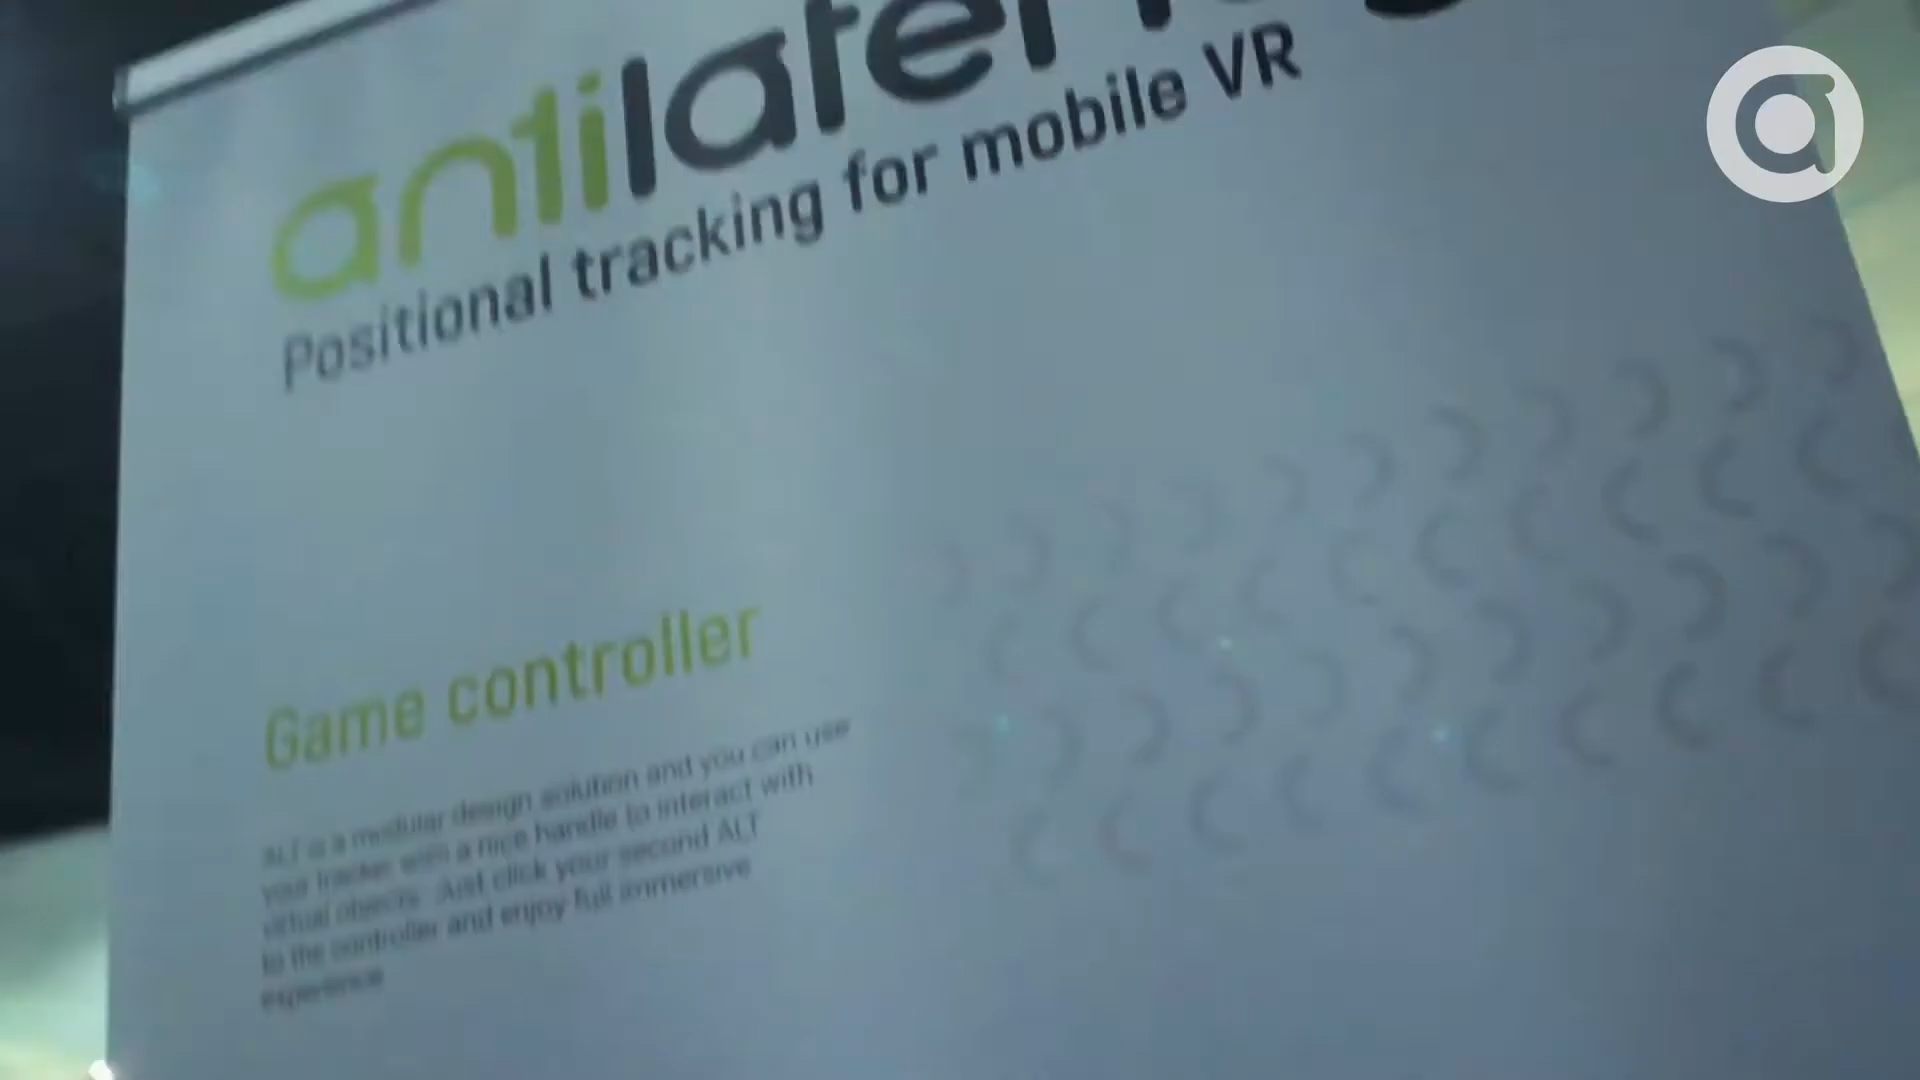 antilate
Positional tracking for mobile VR
Game controller
ALT is a modular design solution and you can use
your tracker with a nice handle to interact with
virtual objects. Just click your second ALT
to the controller and enjoy full immersive
experience